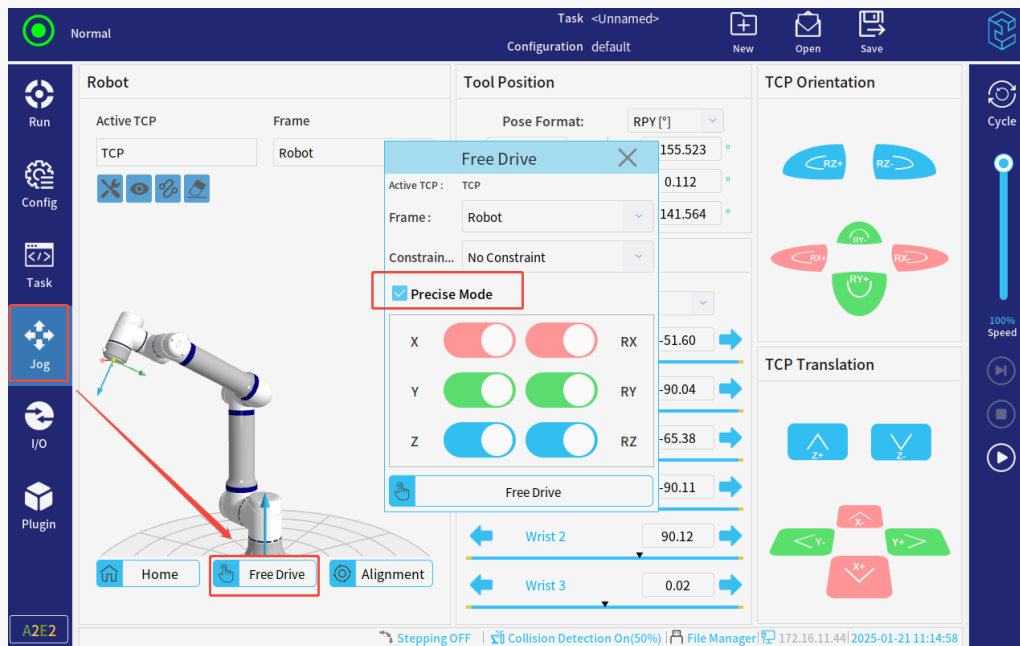 Normal
Task <Unnamed>
Configuration default
New
Open
Save
Run
Config
Task
Jog
I/O
Plugin
A2E2
Robot
Active TCP
Frame
TCP
Robot
Home
Free Drive
Alignment
Tool Position
Pose Format:
RPY [°]
155.523 °
0.112 °
141.564 °
Free Drive
Active TCP : TCP
Frame : Robot
Constrain... No Constraint
Precise Mode
X RX
Y RY
Z RZ
Free Drive
-51.60
-90.04
-65.38
-90.11
Wrist 2 90.12
Wrist 3 0.02
TCP Orientation
RZ+ RZ-
RY-
RX+ RX-
RY+
TCP Translation
Z+ Z-
X-
Y- Y+
X+
Cycle
100%
Speed
Stepping OFF
Collision Detection On(50%)
File Manager
172.16.11.44
2025-01-21 11:14:58